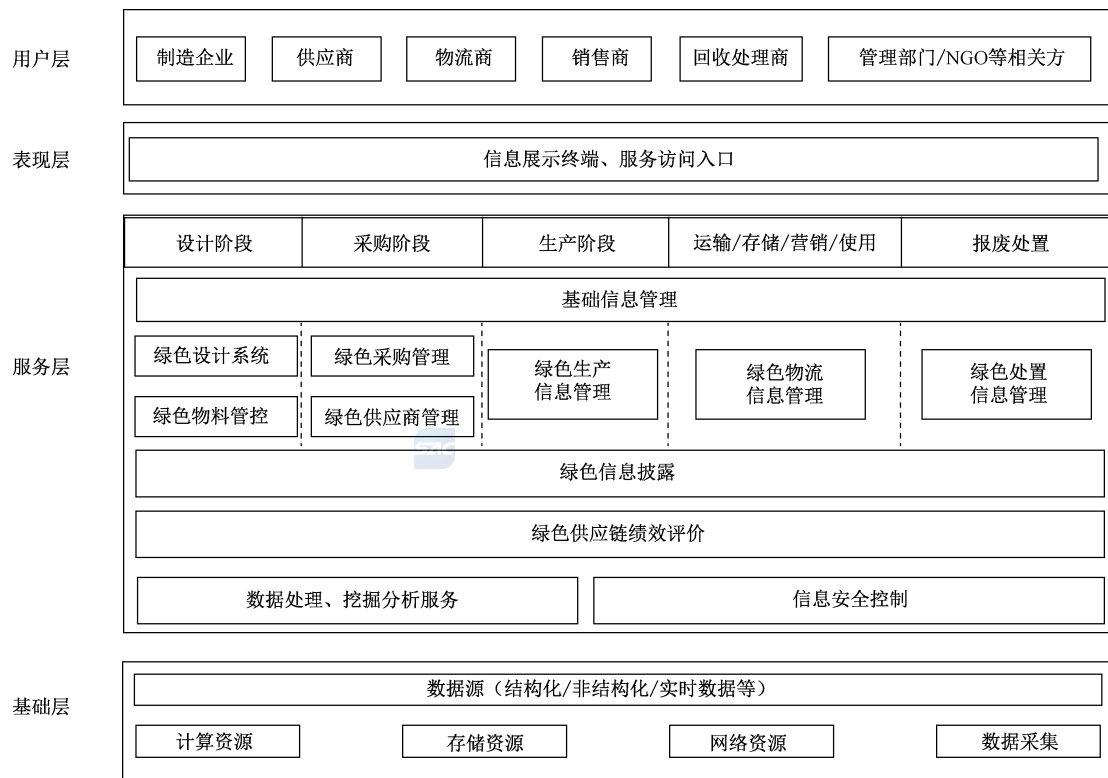 用户层
制造企业
供应商
物流商
销售商
回收处理商
管理部门/NGO等相关方
表现层
信息展示终端、服务访问入口
服务层
设计阶段
采购阶段
生产阶段
运输/存储/营销/使用
报废处置
基础信息管理
绿色设计系统
绿色物料管控
绿色采购管理
绿色供应商管理
绿色生产
信息管理
绿色物流
信息管理
绿色处置
信息管理
SAC
绿色信息披露
绿色供应链绩效评价
数据处理、挖掘分析服务
信息安全控制
基础层
数据源（结构化/非结构化/实时数据等）
计算资源
存储资源
网络资源
数据采集